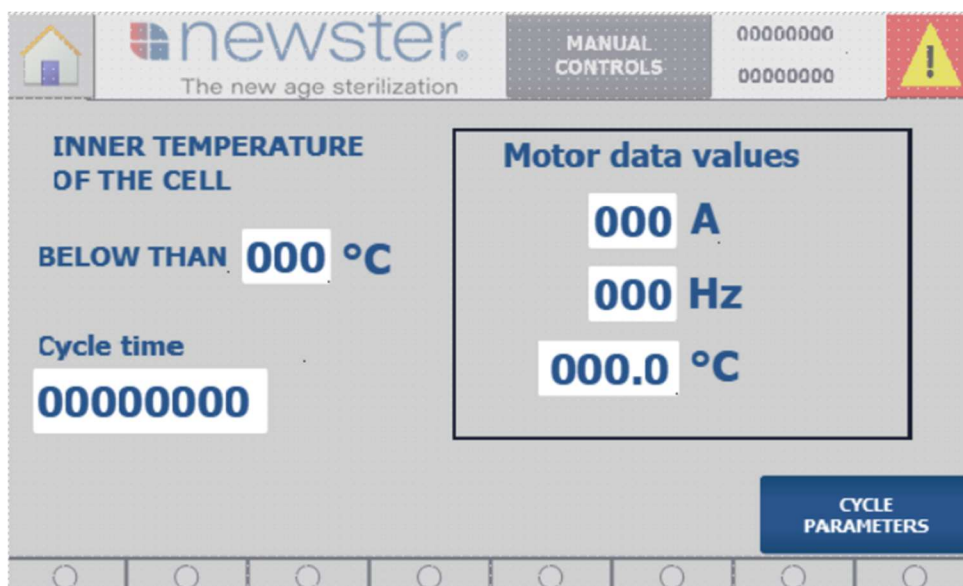 newster®
The new age sterilization
MANUAL
CONTROLS
00000000
00000000
!
INNER TEMPERATURE
OF THE CELL
BELOW THAN 000 °C
Cycle time
00000000
Motor data values
000 A
000 Hz
000.0 °C
CYCLE
PARAMETERS